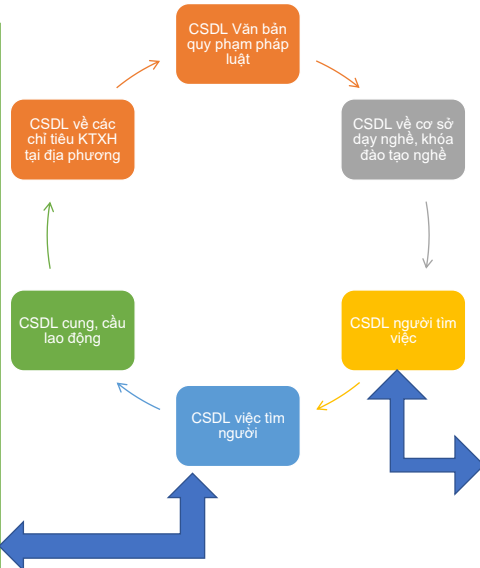 CSDL Văn bản
quy phạm pháp
luật
CSDL về cơ sở
dạy nghề, khóa
đào tạo nghề
CSDL người tìm
việc
CSDL việc tìm
người
CSDL cung, cầu
lao động
CSDL về các
chỉ tiêu KTXH
tại địa phương